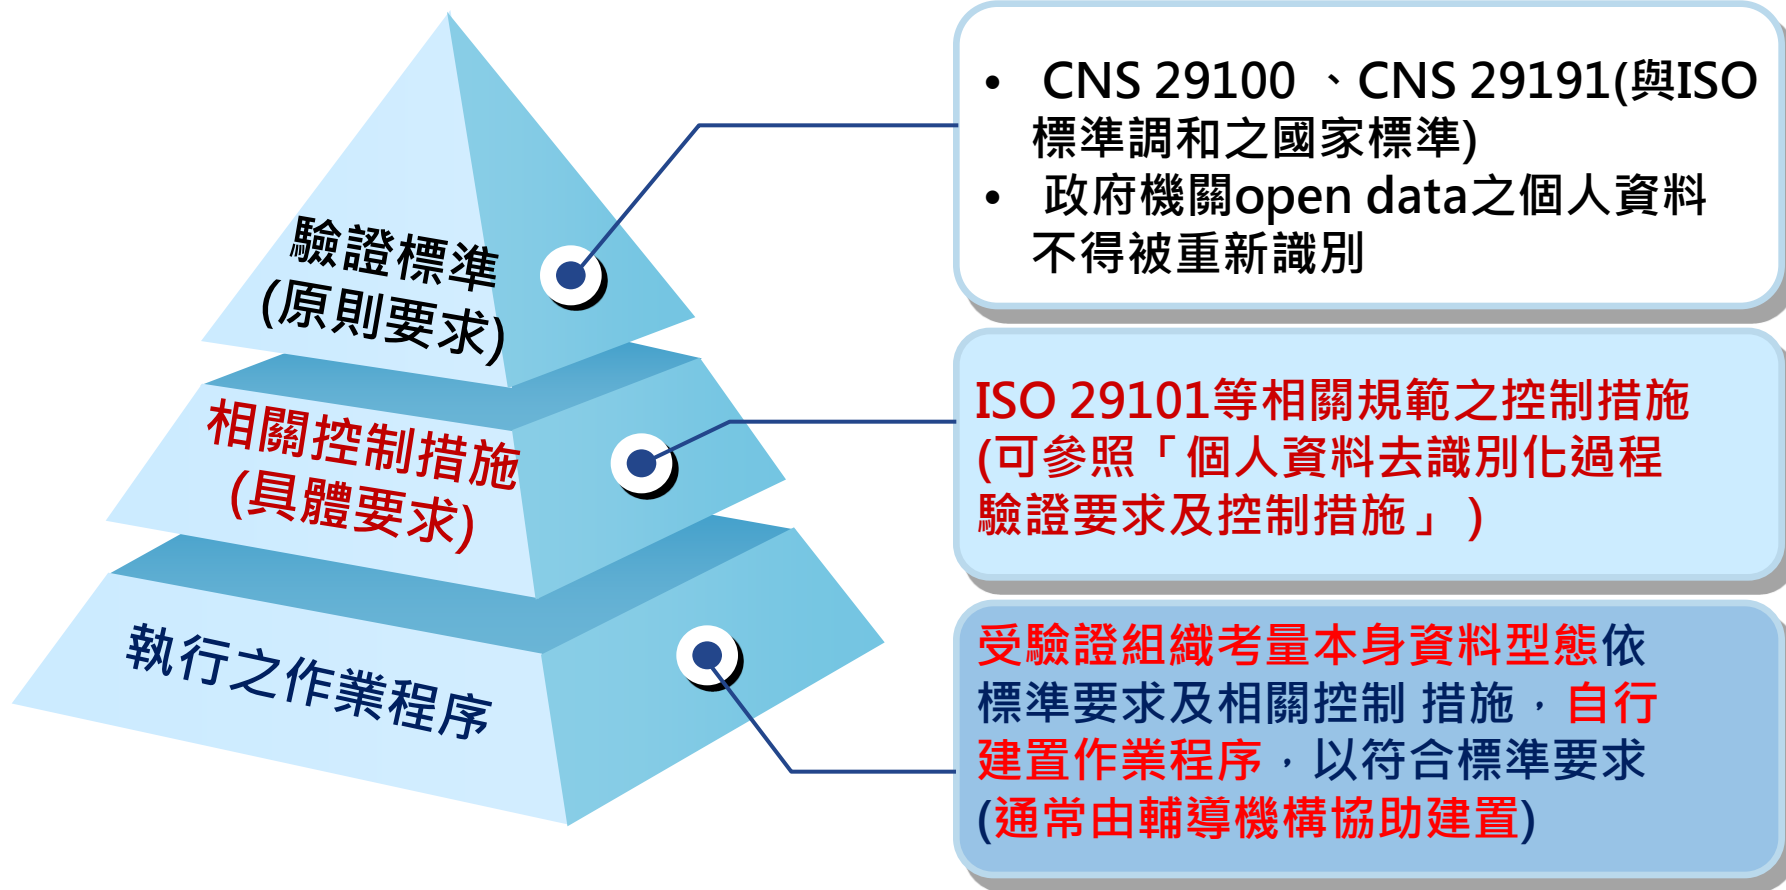 驗證標準
(原則要求)
相關控制措施
(具體要求)
執行之作業程序
• CNS 29100 、CNS 29191(與ISO
標準調和之國家標準)
• 政府機關open data之個人資料
不得被重新識別
ISO 29101等相關規範之控制措施
(可參照「個人資料去識別化過程
驗證要求及控制措施」)
受驗證組織考量本身資料型態依
標準要求及相關控制 措施，自行
建置作業程序，以符合標準要求
(通常由輔導機構協助建置)